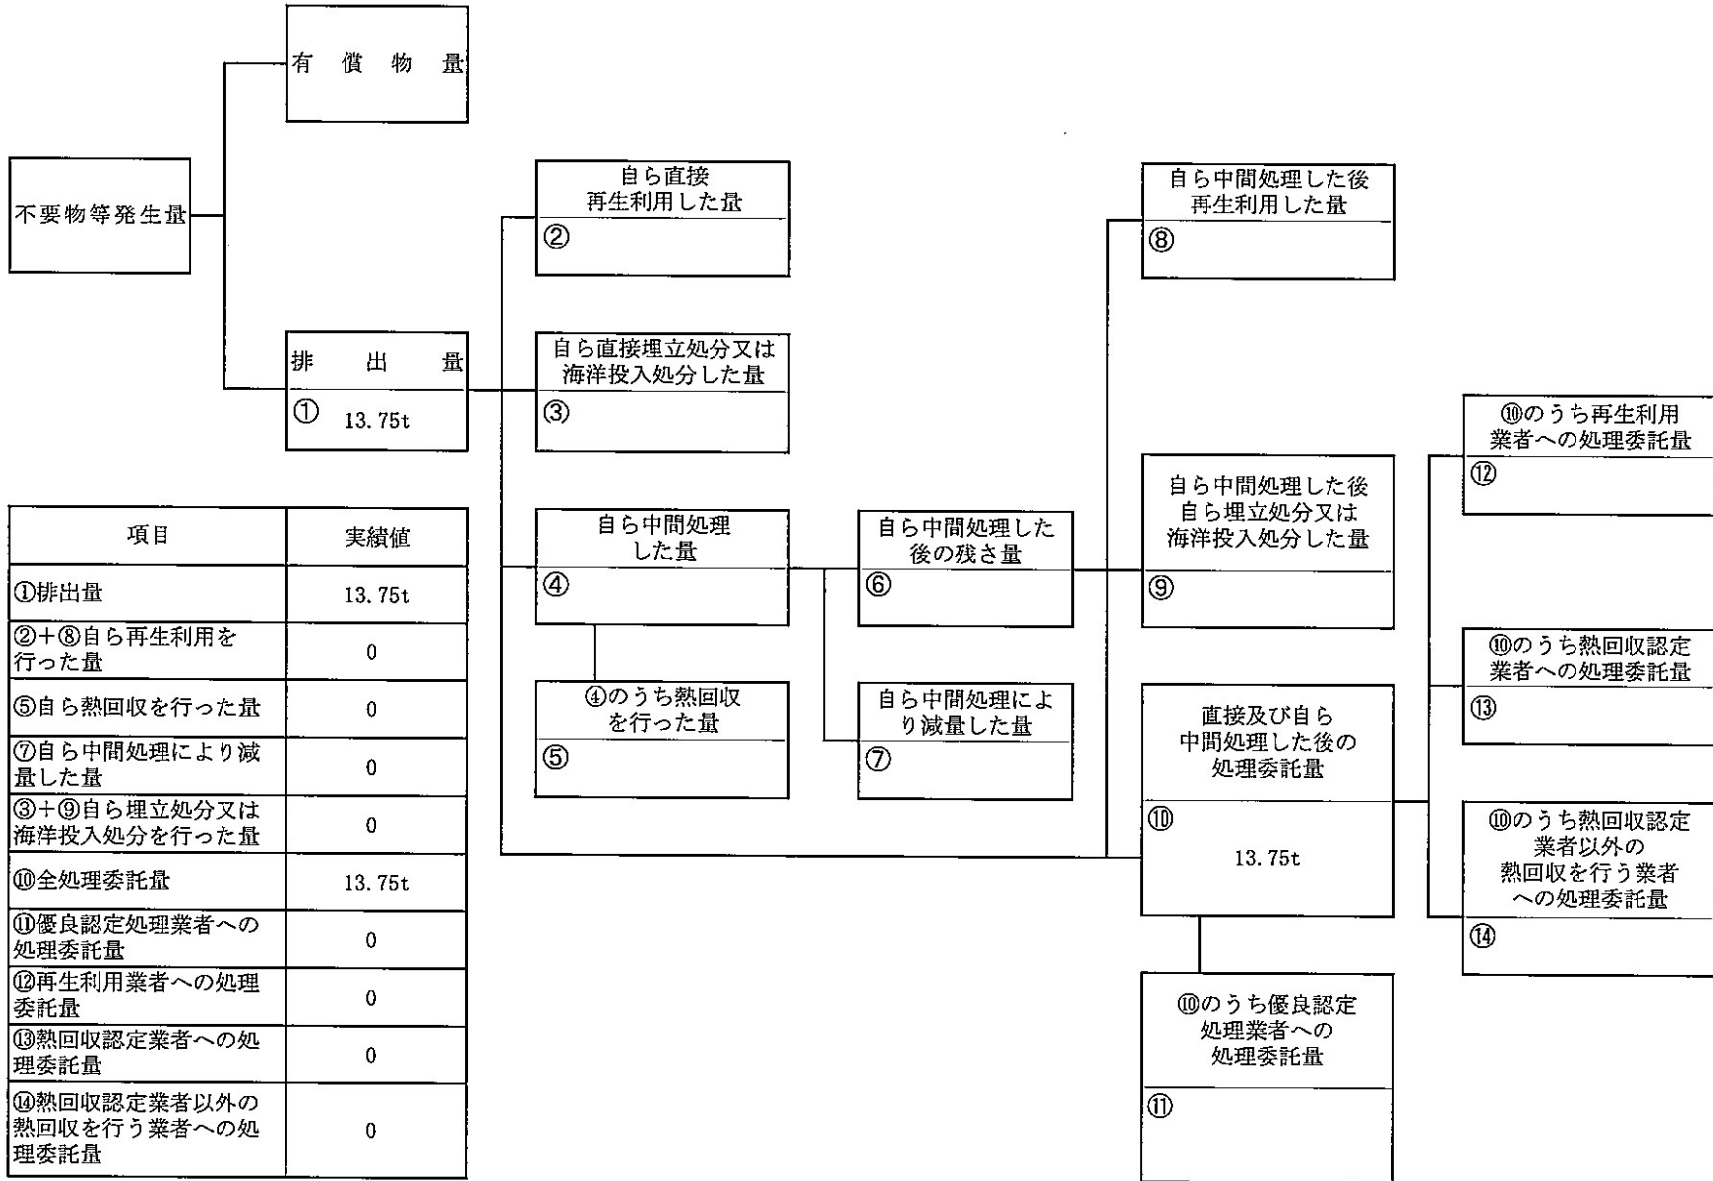 有償物量
不要物等発生量
排出量
① 13.75t
自ら直接
再生利用した量
②
自ら直接埋立処分又は
海洋投入処分した量
③
自ら中間処理
した量
④
④のうち熱回収
を行った量
⑤
自ら中間処理した
後の残さ量
⑥
自ら中間処理によ
り減量した量
⑦
自ら中間処理した後
再生利用した量
⑧
自ら中間処理した後
自ら埋立処分又は
海洋投入処分した量
⑨
直接及び自ら
中間処理した後の
処理委託量
⑩
13.75t
⑩のうち優良認定
処理業者への
処理委託量
⑪
⑩のうち再生利用
業者への処理委託量
⑫
⑩のうち熱回収認定
業者への処理委託量
⑬
⑩のうち熱回収認定
業者以外の
熱回収を行う業者
への処理委託量
⑭
項目 実績値
①排出量 13.75t
②+⑧自ら再生利用を
行った量 0
⑤自ら熱回収を行った量 0
⑦自ら中間処理により減
量した量 0
③+⑨自ら埋立処分又は
海洋投入処分を行った量 0
⑩全処理委託量 13.75t
⑪優良認定処理業者への
処理委託量 0
⑫再生利用業者への処理
委託量 0
⑬熱回収認定業者への処
理委託量 0
⑭熱回収認定業者以外の
熱回収を行う業者への処
理委託量 0